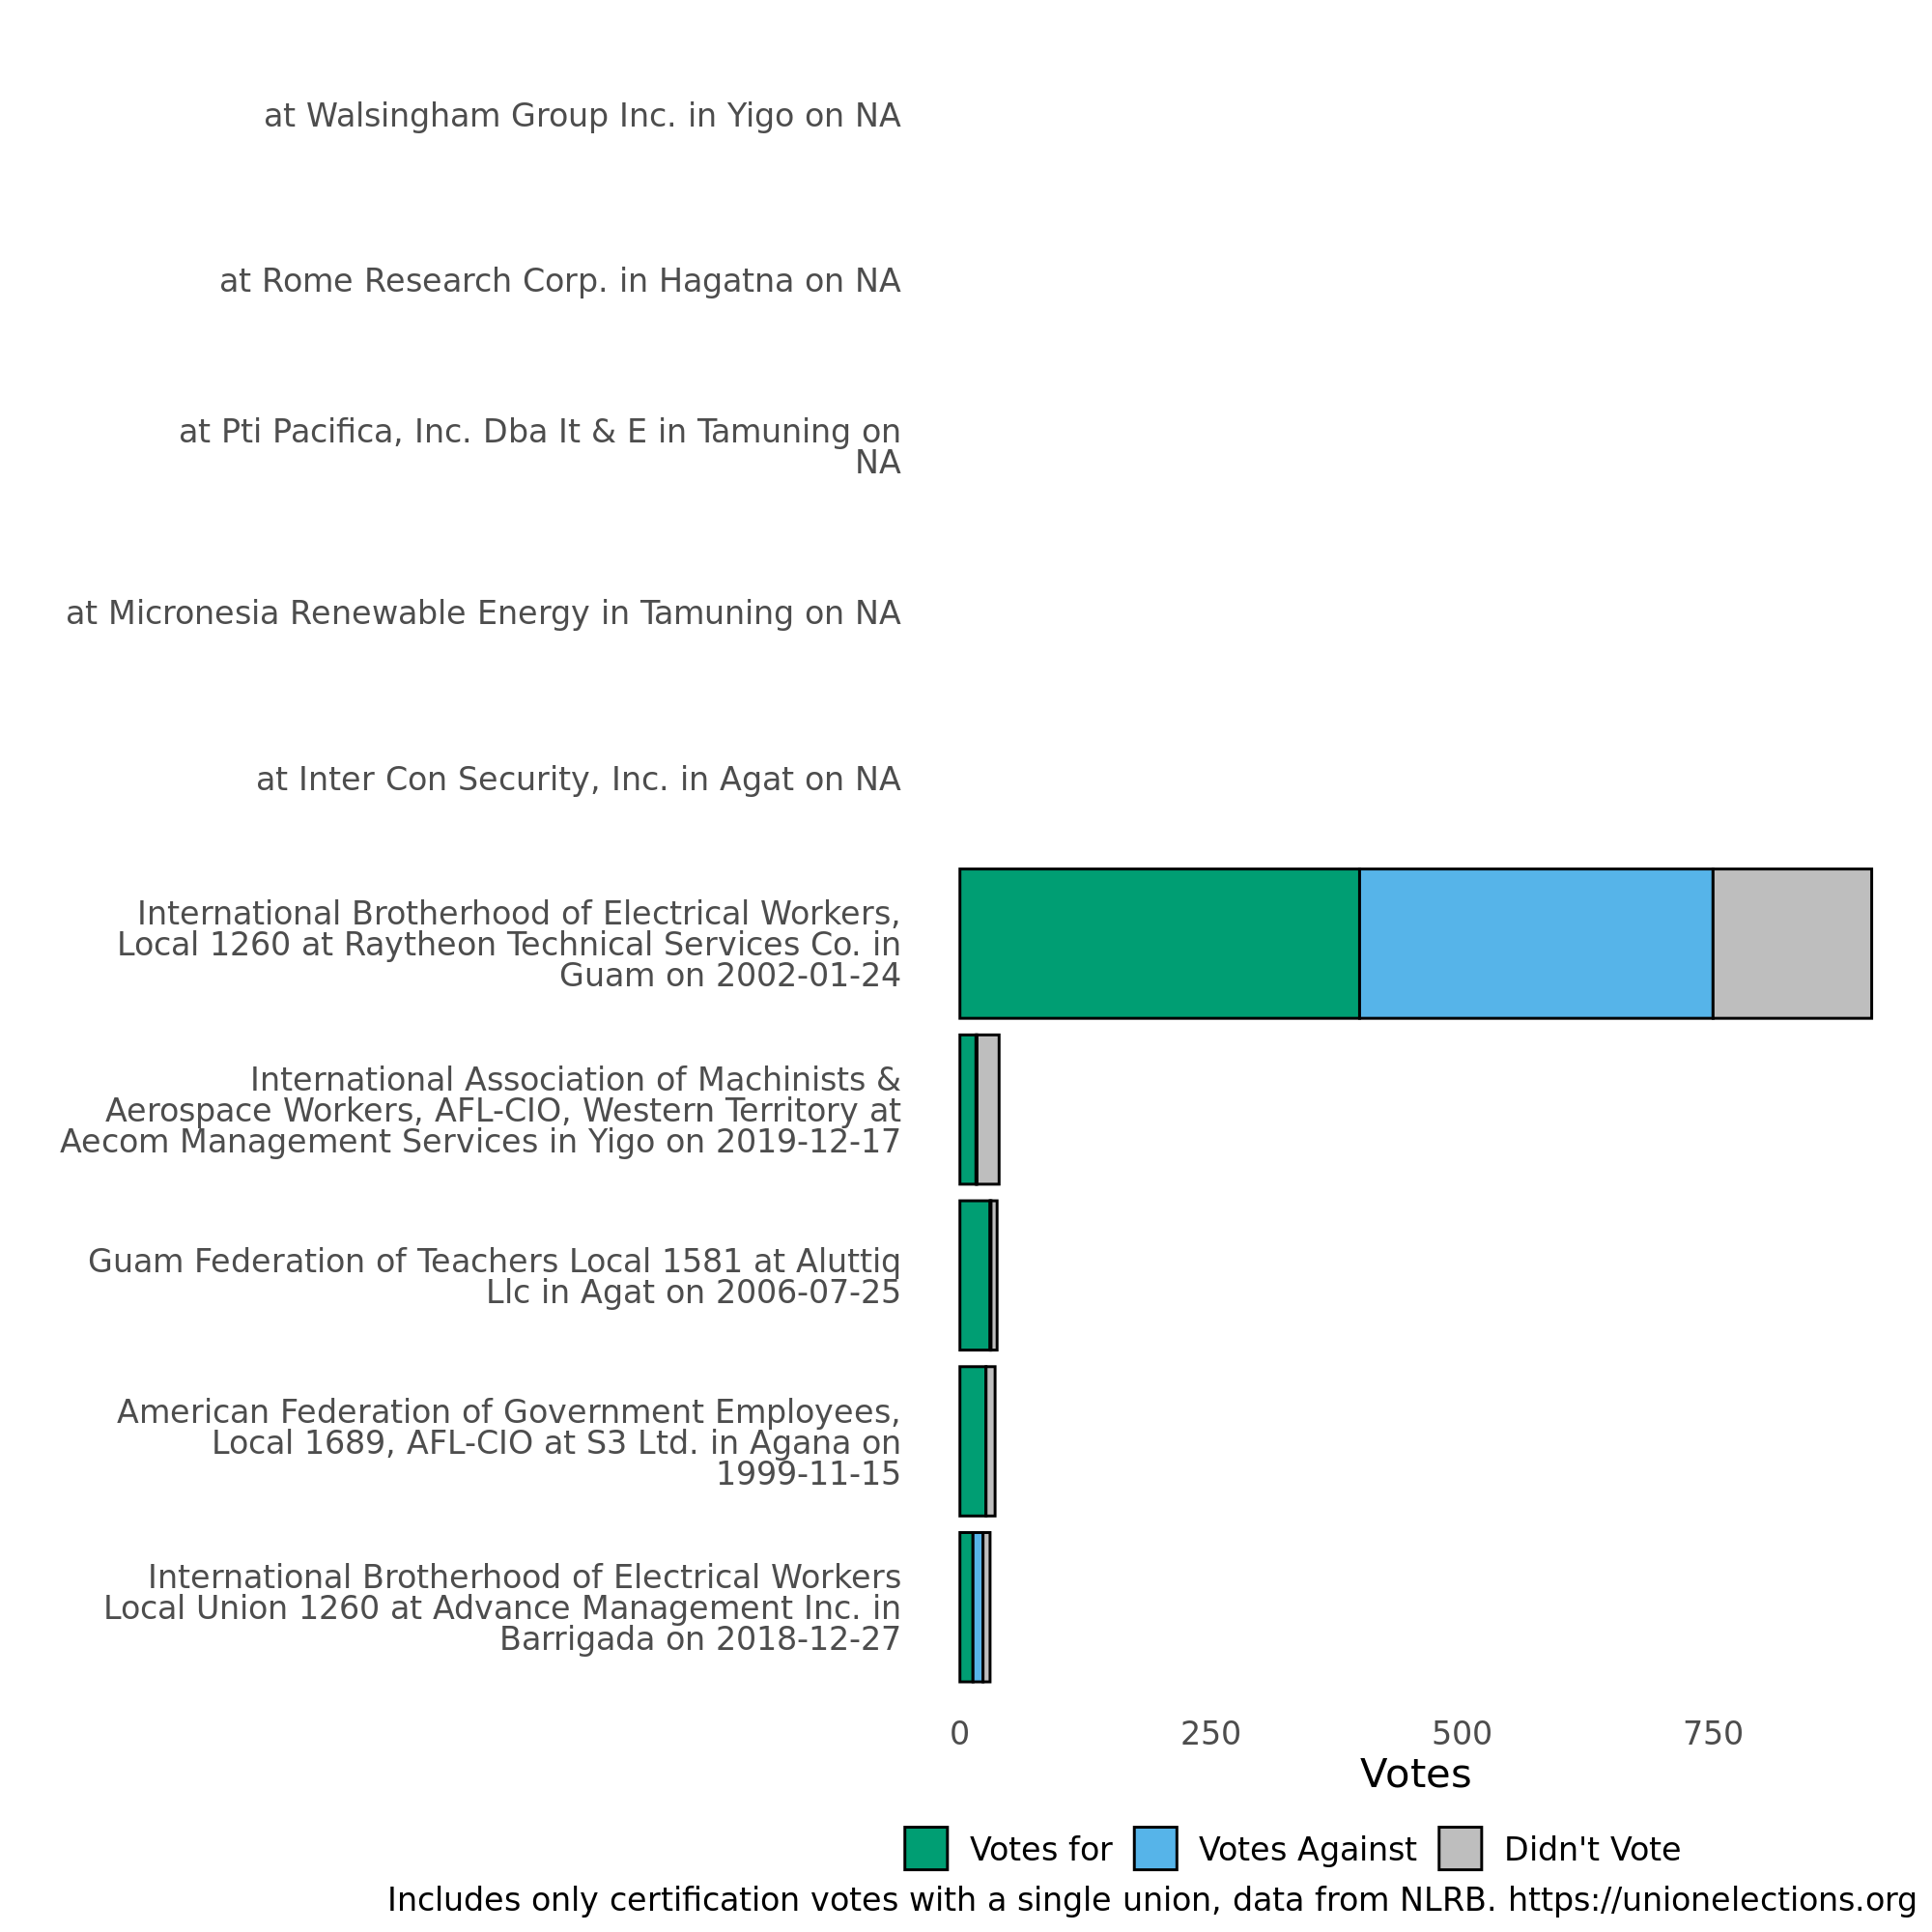 at Walsingham Group Inc. in Yigo on NA
at Rome Research Corp. in Hagatna on NA
at Pti Pacifica, Inc. Dba It & E in Tamuning on
NA
at Micronesia Renewable Energy in Tamuning on NA
at Inter Con Security, Inc. in Agat on NA
International Brotherhood of Electrical Workers,
Local 1260 at Raytheon Technical Services Co. in
Guam on 2002-01-24
International Association of Machinists &
Aerospace Workers, AFL-CIO, Western Territory at
Aecom Management Services in Yigo on 2019-12-17
Guam Federation of Teachers Local 1581 at Aluttiq
Llc in Agat on 2006-07-25
American Federation of Government Employees,
Local 1689, AFL-CIO at S3 Ltd. in Agana on
1999-11-15
International Brotherhood of Electrical Workers
Local Union 1260 at Advance Management Inc. in
Barrigada on 2018-12-27
0 250 500 750
Votes
Votes for Votes Against Didn't Vote
Includes only certification votes with a single union, data from NLRB. https://unionelections.org